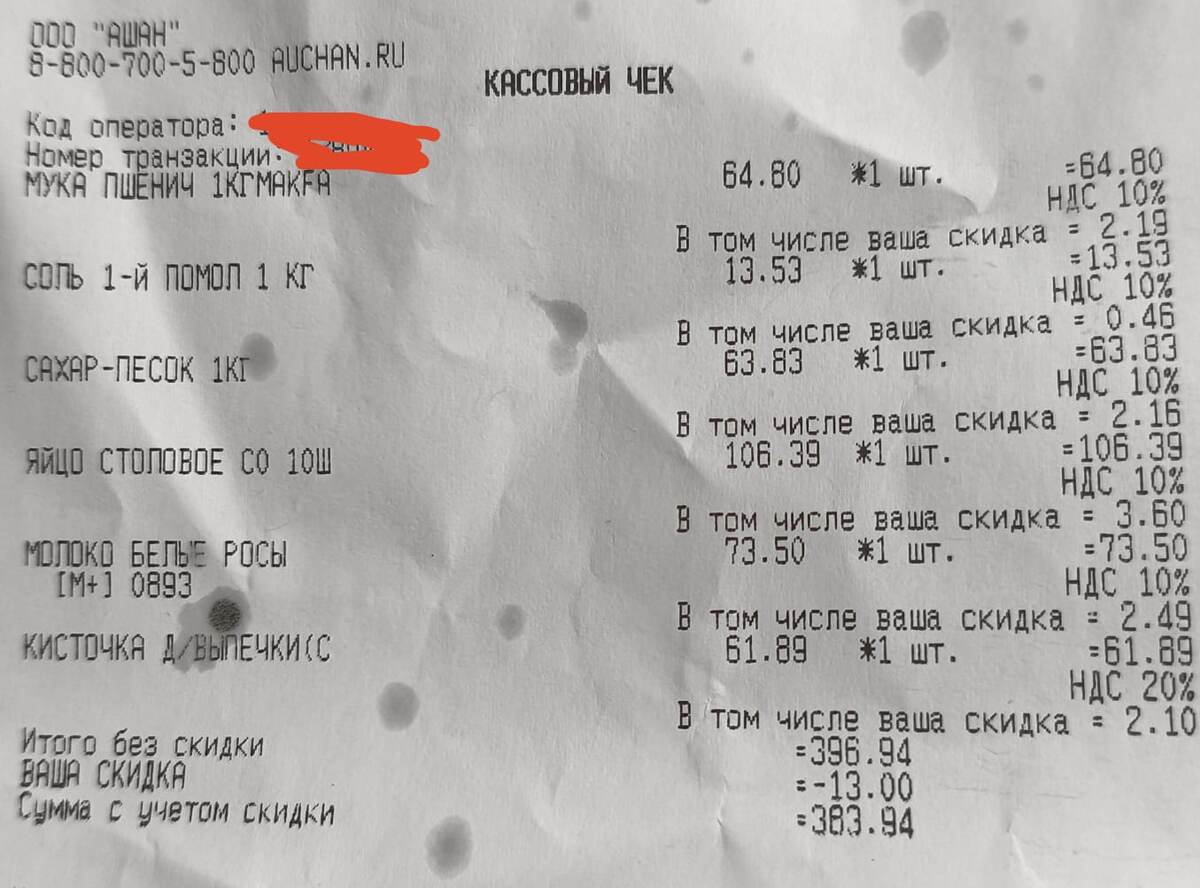 ООО "АШАН"
8-800-700-5-800 AUCHAN.RU
КАССОВЫЙ ЧЕК
Код оператора:
Номер транзакции:
МУКА ПШЕНИЧ 1КГМАКFА 64.80 *1 шт. =64.80
НДС 10%
В том числе ваша скидка = 2.19
СОЛЬ 1-й ПОМОЛ 1 КГ 13.53 *1 шт. =13.53
НДС 10%
В том числе ваша скидка = 0.46
САХАР-ПЕСОК 1КГ 63.83 *1 шт. =63.83
НДС 10%
В том числе ваша скидка = 2.16
ЯЙЦО СТОЛОВОЕ СО 10Ш 106.39 *1 шт. =106.39
НДС 10%
В том числе ваша скидка = 3.60
МОЛОКО БЕЛЫЕ РОСЫ 73.50 *1 шт. =73.50
[М+] 0893 НДС 10%
В том числе ваша скидка = 2.49
КИСТОЧКА Д/ВЫПЕЧКИ(С 61.89 *1 шт. =61.89
НДС 20%
В том числе ваша скидка = 2.10
Итого без скидки =396.94
ВАША СКИДКА =-13.00
Сумма с учетом скидки =383.94